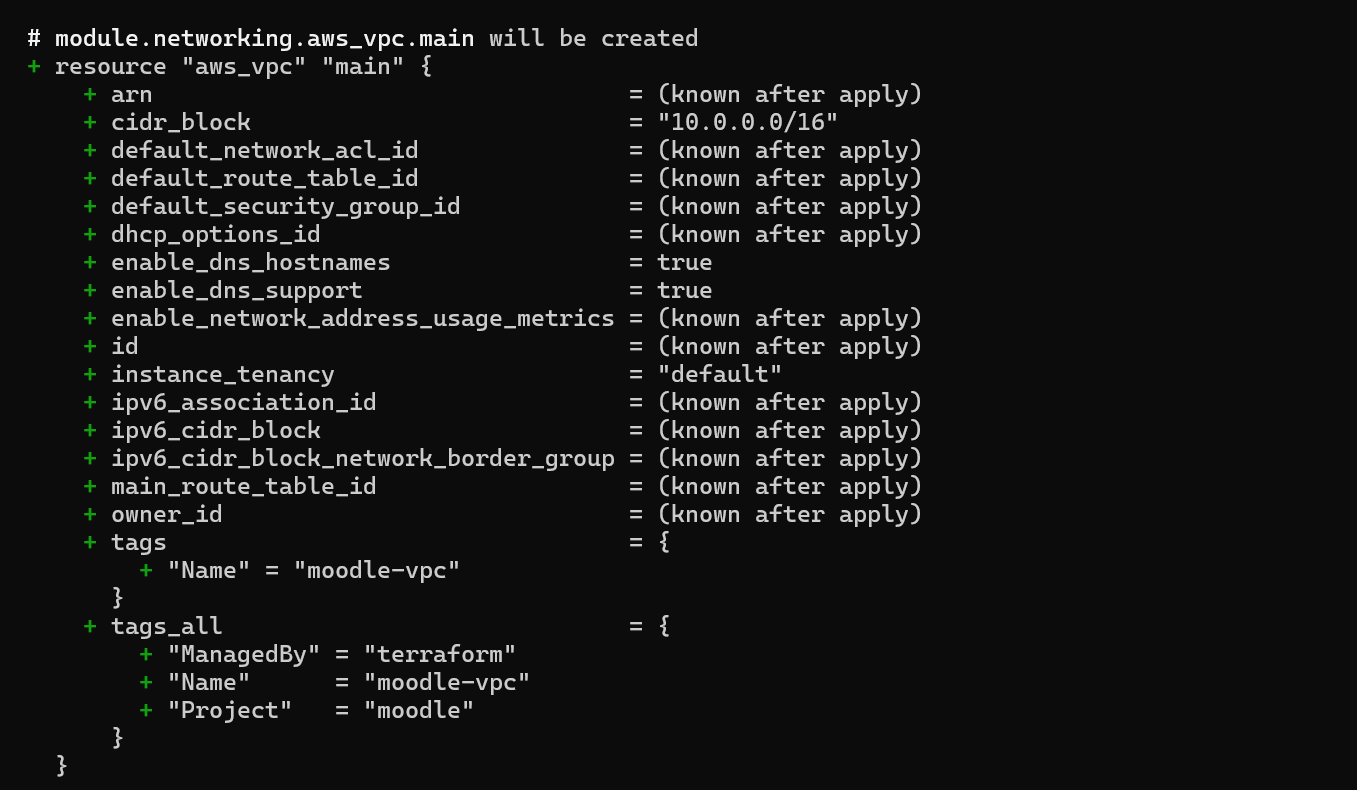 # module.networking.aws_vpc.main will be created
+ resource "aws_vpc" "main" {
    + arn                                  = (known after apply)
    + cidr_block                           = "10.0.0.0/16"
    + default_network_acl_id               = (known after apply)
    + default_route_table_id               = (known after apply)
    + default_security_group_id            = (known after apply)
    + dhcp_options_id                      = (known after apply)
    + enable_dns_hostnames                 = true
    + enable_dns_support                   = true
    + enable_network_address_usage_metrics = (known after apply)
    + id                                   = (known after apply)
    + instance_tenancy                     = "default"
    + ipv6_association_id                  = (known after apply)
    + ipv6_cidr_block                      = (known after apply)
    + ipv6_cidr_block_network_border_group = (known after apply)
    + main_route_table_id                  = (known after apply)
    + owner_id                             = (known after apply)
    + tags                                 = {
        + "Name" = "moodle-vpc"
      }
    + tags_all                             = {
        + "ManagedBy" = "terraform"
        + "Name"      = "moodle-vpc"
        + "Project"   = "moodle"
      }
  }